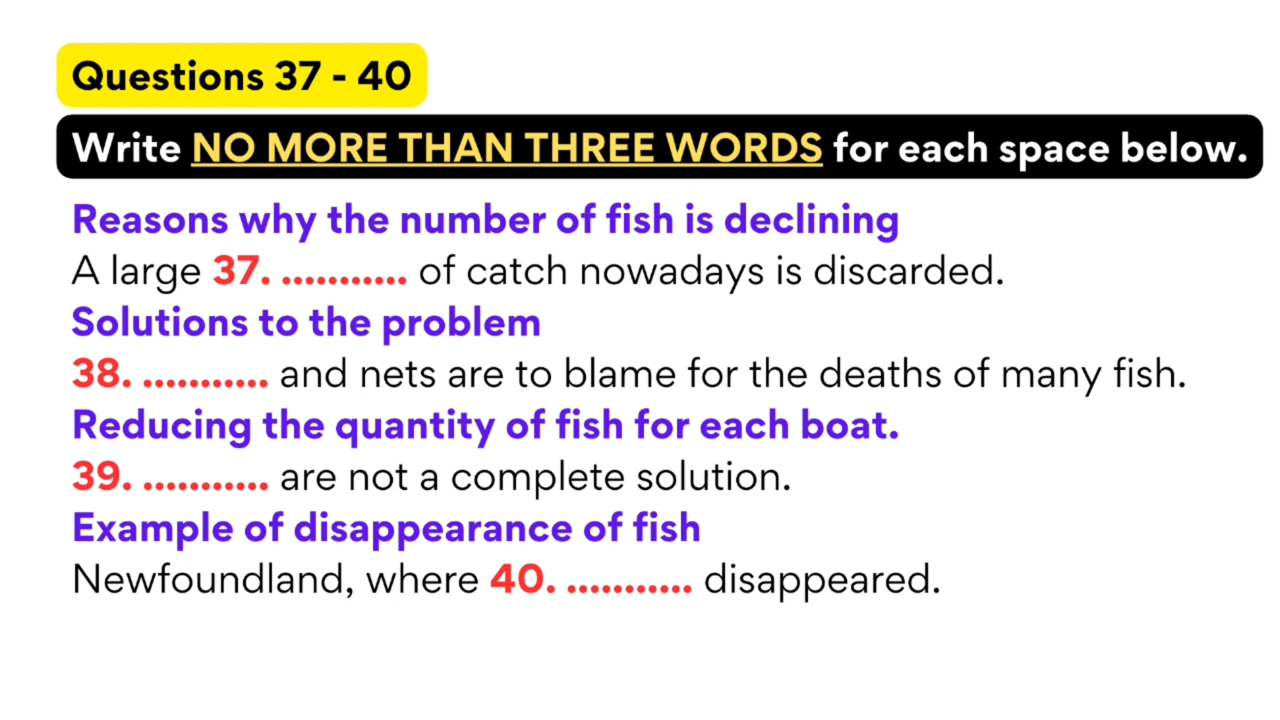 Questions 37 - 40
Write NO MORE THAN THREE WORDS for each space below.
Reasons why the number of fish is declining
A large 37. ........... of catch nowadays is discarded.
Solutions to the problem
38. ........... and nets are to blame for the deaths of many fish.
Reducing the quantity of fish for each boat.
39. ........... are not a complete solution.
Example of disappearance of fish
Newfoundland, where 40. ........... disappeared.